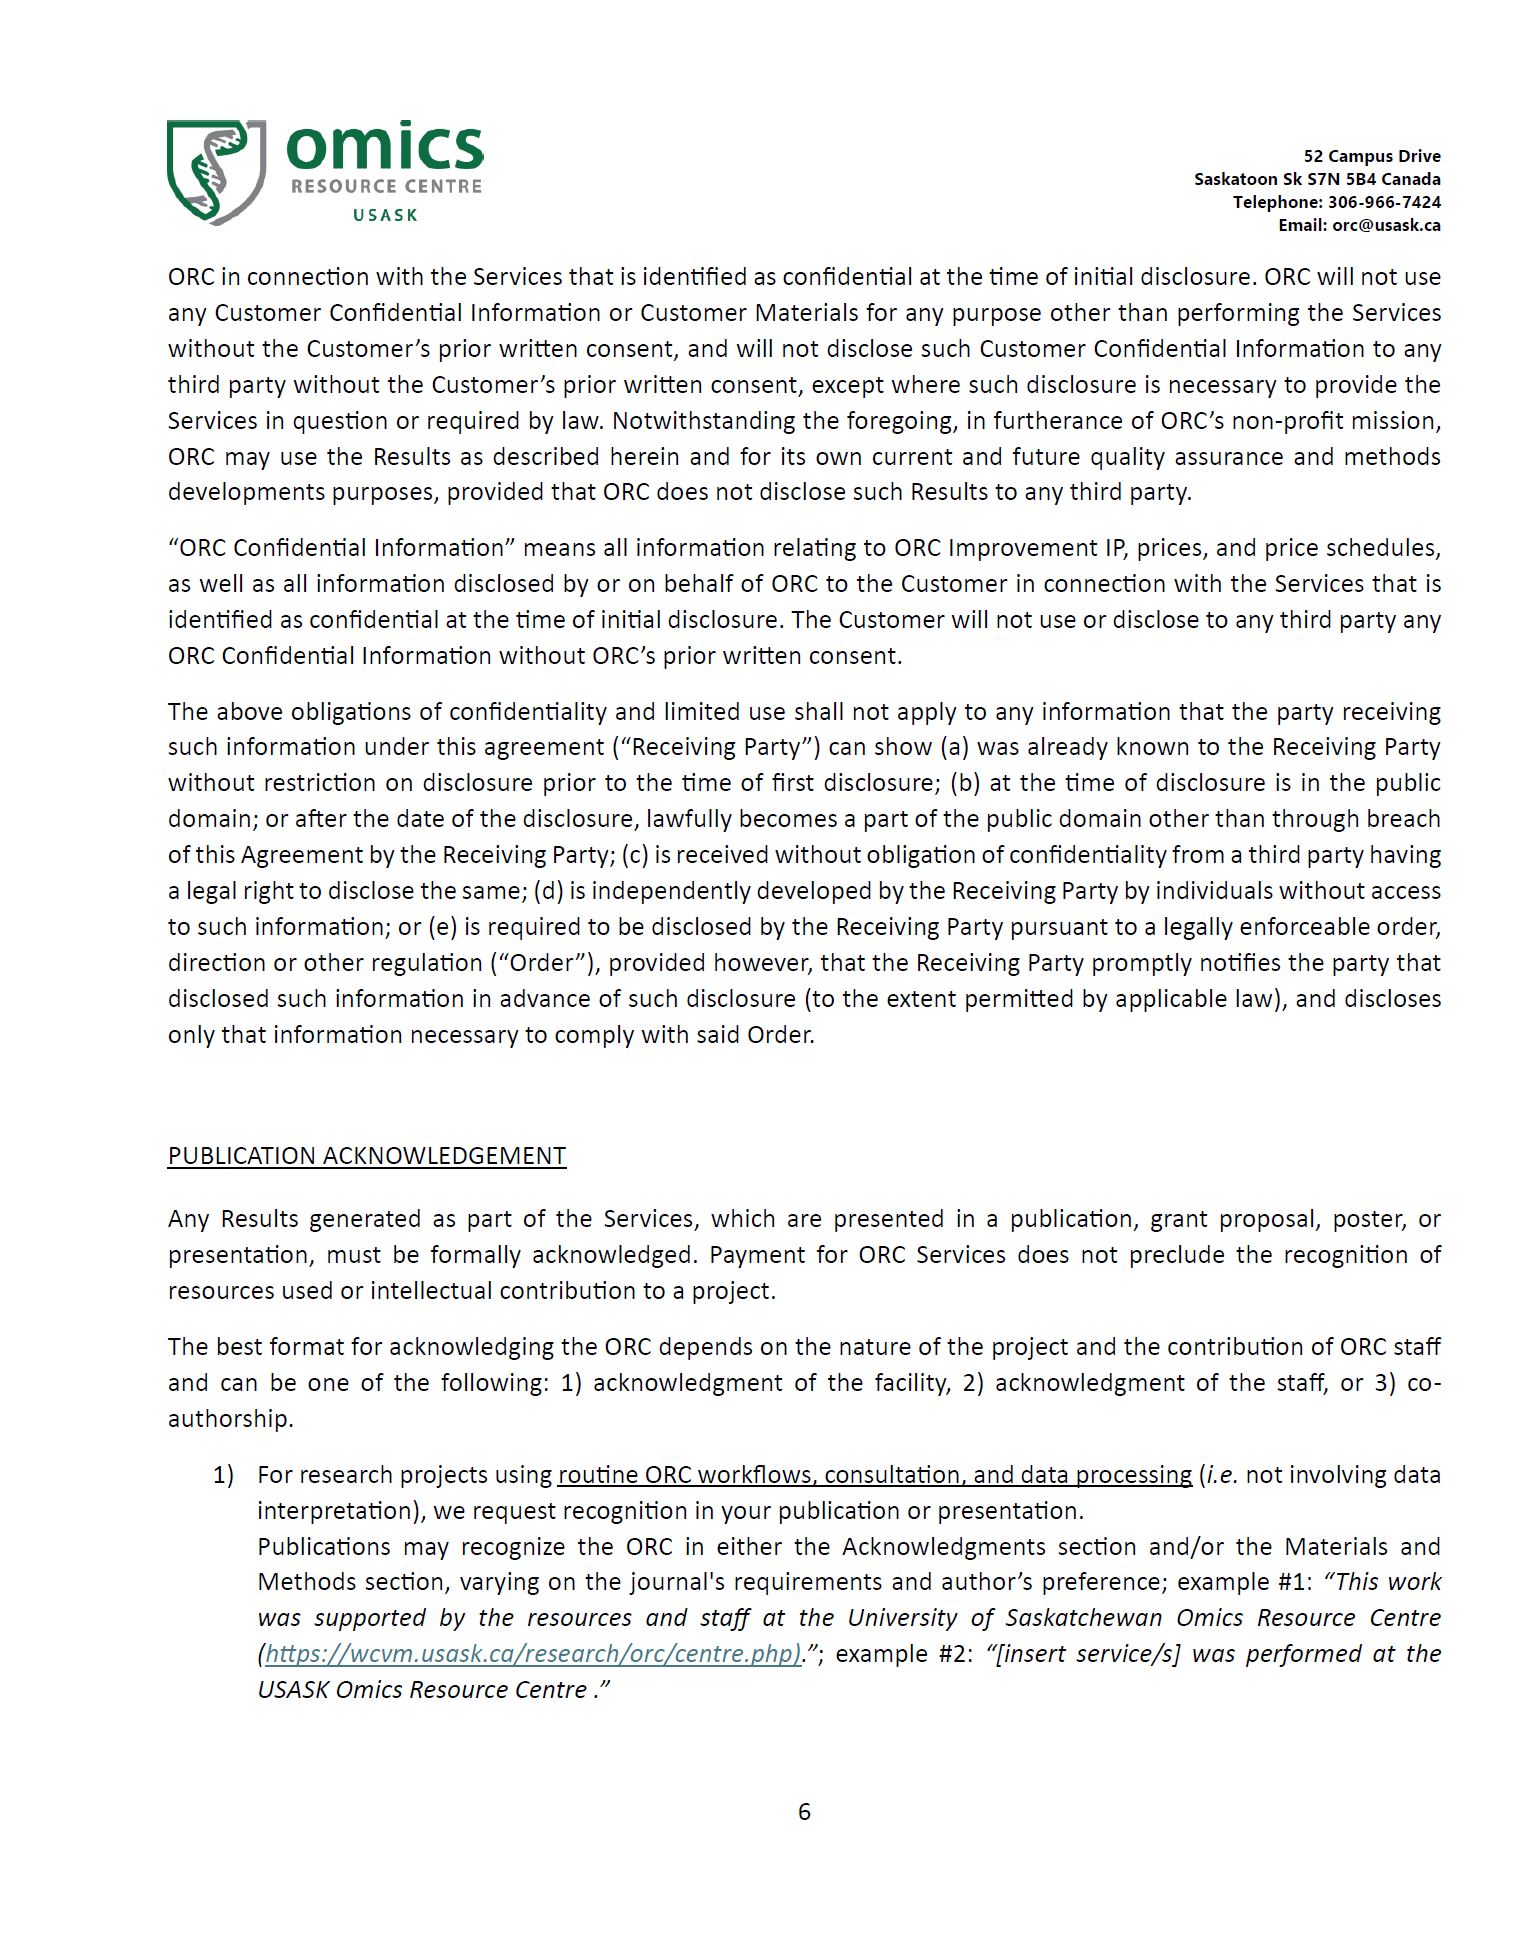 omics
RESOURCE CENTRE
USASK
52 Campus Drive
Saskatoon Sk S7N 5B4 Canada
Telephone: 306-966-7424
Email: orc@usask.ca
ORC in connection with the Services that is identified as confidential at the time of initial disclosure. ORC will not use
any Customer Confidential Information or Customer Materials for any purpose other than performing the Services
without the Customer’s prior written consent, and will not disclose such Customer Confidential Information to any
third party without the Customer’s prior written consent, except where such disclosure is necessary to provide the
Services in question or required by law. Notwithstanding the foregoing, in furtherance of ORC’s non-profit mission,
ORC may use the Results as described herein and for its own current and future quality assurance and methods
developments purposes, provided that ORC does not disclose such Results to any third party.
“ORC Confidential Information” means all information relating to ORC Improvement IP, prices, and price schedules,
as well as all information disclosed by or on behalf of ORC to the Customer in connection with the Services that is
identified as confidential at the time of initial disclosure. The Customer will not use or disclose to any third party any
ORC Confidential Information without ORC’s prior written consent.
The above obligations of confidentiality and limited use shall not apply to any information that the party receiving
such information under this agreement (“Receiving Party”) can show (a) was already known to the Receiving Party
without restriction on disclosure prior to the time of first disclosure; (b) at the time of disclosure is in the public
domain; or after the date of the disclosure, lawfully becomes a part of the public domain other than through breach
of this Agreement by the Receiving Party; (c) is received without obligation of confidentiality from a third party having
a legal right to disclose the same; (d) is independently developed by the Receiving Party by individuals without access
to such information; or (e) is required to be disclosed by the Receiving Party pursuant to a legally enforceable order,
direction or other regulation (“Order”), provided however, that the Receiving Party promptly notifies the party that
disclosed such information in advance of such disclosure (to the extent permitted by applicable law), and discloses
only that information necessary to comply with said Order.
PUBLICATION ACKNOWLEDGEMENT
Any Results generated as part of the Services, which are presented in a publication, grant proposal, poster, or
presentation, must be formally acknowledged. Payment for ORC Services does not preclude the recognition of
resources used or intellectual contribution to a project.
The best format for acknowledging the ORC depends on the nature of the project and the contribution of ORC staff
and can be one of the following: 1) acknowledgment of the facility, 2) acknowledgment of the staff, or 3) co-
authorship.
1) For research projects using routine ORC workflows, consultation, and data processing (i.e. not involving data
interpretation), we request recognition in your publication or presentation.
Publications may recognize the ORC in either the Acknowledgments section and/or the Materials and
Methods section, varying on the journal's requirements and author’s preference; example #1: “This work
was supported by the resources and staff at the University of Saskatchewan Omics Resource Centre
(https://wcvm.usask.ca/research/orc/centre.php).”; example #2: “[insert service/s] was performed at the
USASK Omics Resource Centre .”
6